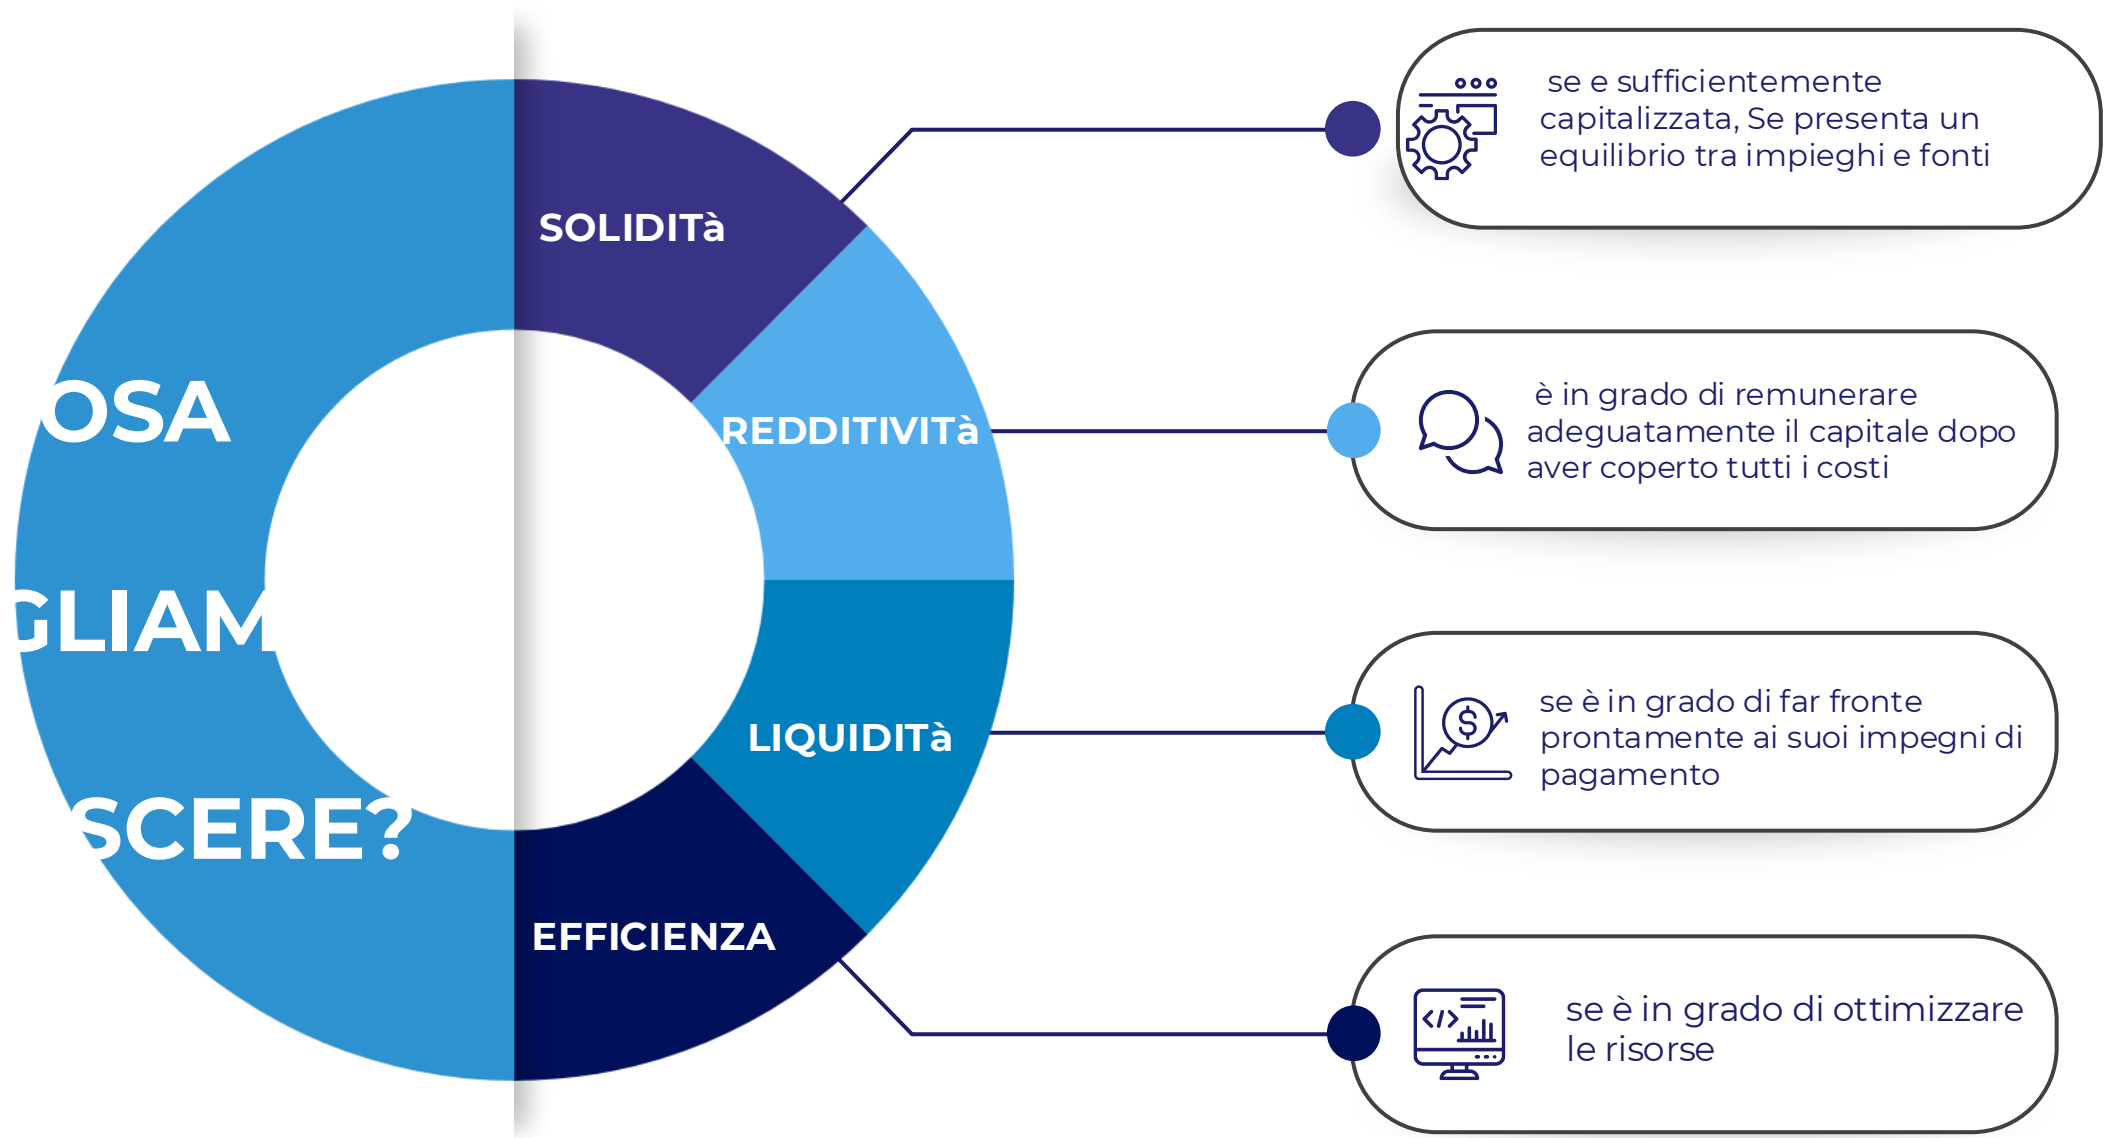 OSA
GLIAM
SCERE?
SOLIDITà
REDDITIVITà
LIQUIDITà
EFFICIENZA
se e sufficientemente
capitalizzata, Se presenta un
equilibrio tra impieghi e fonti
è in grado di remunerare
adeguatamente il capitale dopo
aver coperto tutti i costi
se è in grado di far fronte
prontamente ai suoi impegni di
pagamento
se è in grado di ottimizzare
le risorse